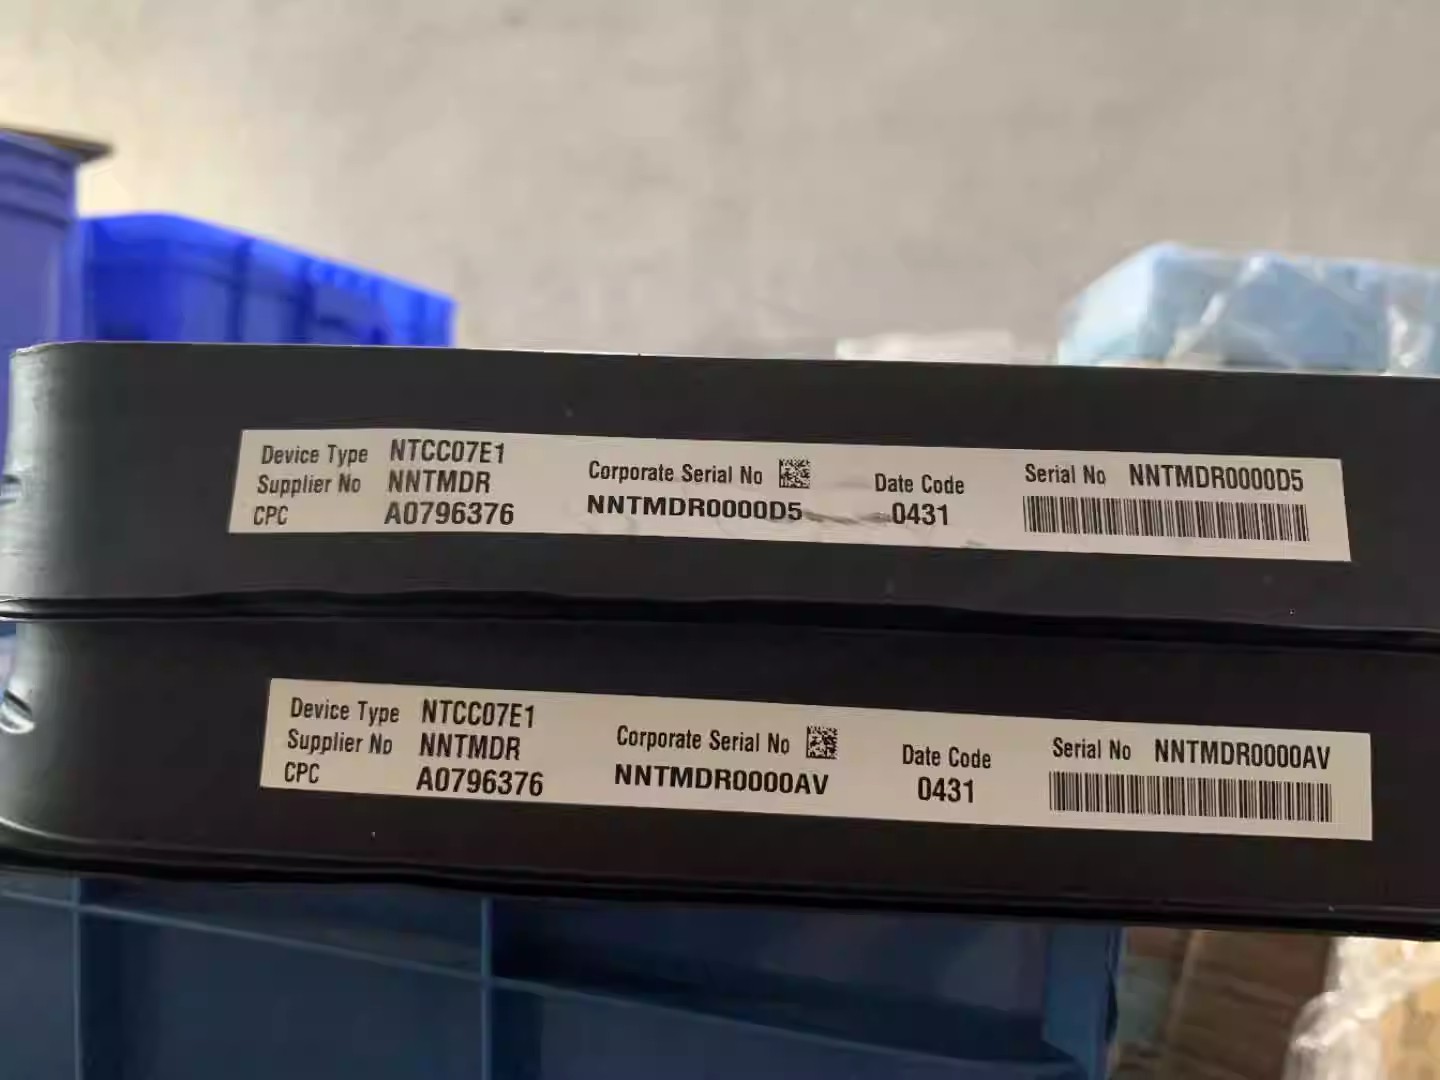 Device Type NTCC07E1
Supplier No NNTMDR
CPC A0796376
Corporate Serial No
NNTMDR0000D5
Date Code
0431
Serial No NNTMDR0000D5
Device Type NTCC07E1
Supplier No NNTMDR
CPC A0796376
Corporate Serial No
NNTMDR0000AV
Date Code
0431
Serial No NNTMDR0000AV